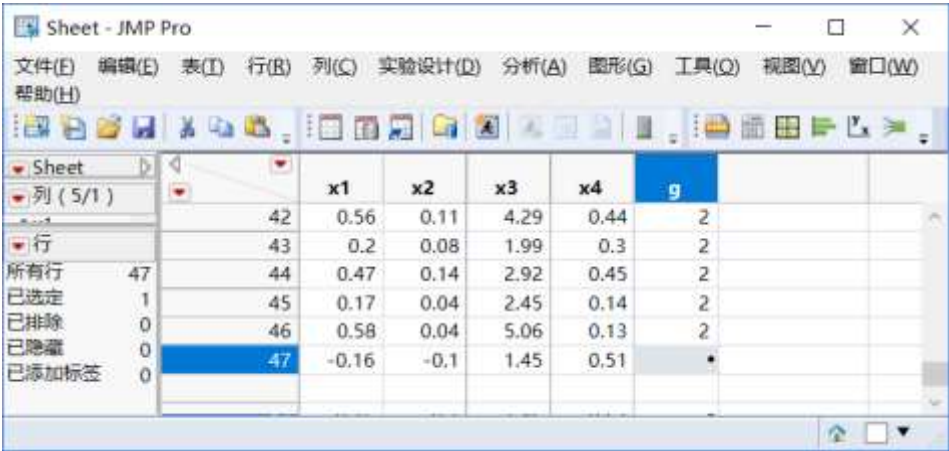 Sheet - JMP Pro
文件(F) 编辑(E) 表(T) 行(R) 列(C) 实验设计(D) 分析(A) 图形(G) 工具(O) 视图(V) 窗口(W)
帮助(H)
Sheet
列 ( 5/1 )
行
所有行 47
已选定 1
已排除 0
已隐藏 0
已添加标签 0
x1 x2 x3 x4 g
42 0.56 0.11 4.29 0.44 2
43 0.2 0.08 1.99 0.3 2
44 0.47 0.14 2.92 0.45 2
45 0.17 0.04 2.45 0.14 2
46 0.58 0.04 5.06 0.13 2
47 -0.16 -0.1 1.45 0.51 •